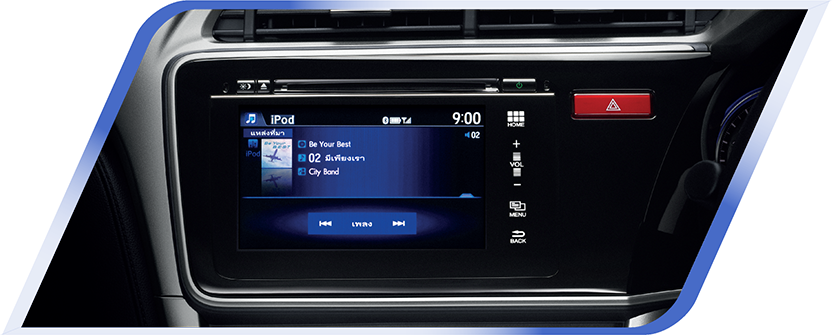 iPod
9:00
HOME
แหล่งที่มา
02
iPod
Be Your Best
02 มีเพียงเรา
City Band
+
VOL
−
MENU
เพลง
BACK